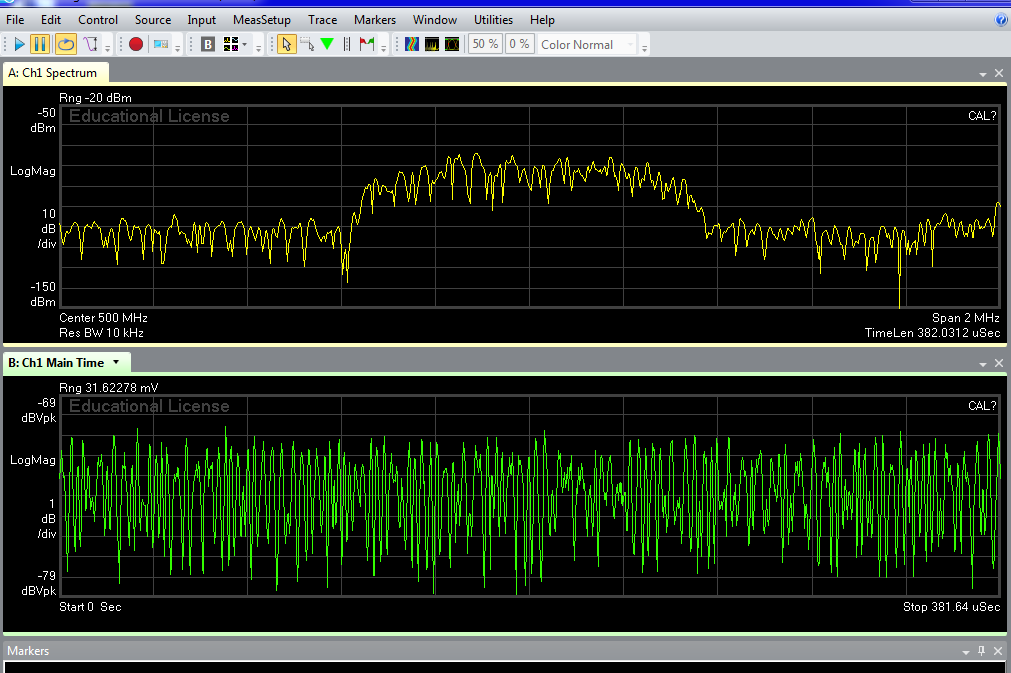 File Edit Control Source Input MeasSetup Trace Markers Window Utilities Help
B 50 % 0 % Color Normal
A: Ch1 Spectrum
Rng -20 dBm
-50
dBm
Educational License
CAL?
LogMag
10
dB
/div
-150
dBm
Center 500 MHz
Span 2 MHz
Res BW 10 kHz
TimeLen 382.0312 uSec
B: Ch1 Main Time
Rng 31.62278 mV
-69
dBVpk
Educational License
CAL?
LogMag
1
dB
/div
-79
dBVpk
Start 0 Sec
Stop 381.64 uSec
Markers